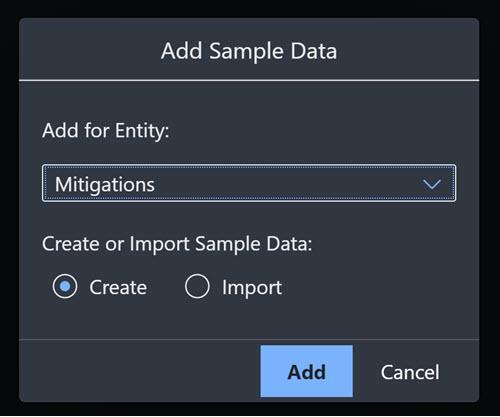 Add Sample Data
Add for Entity:
Mitigations
Create or Import Sample Data:
Create Import
Add Cancel